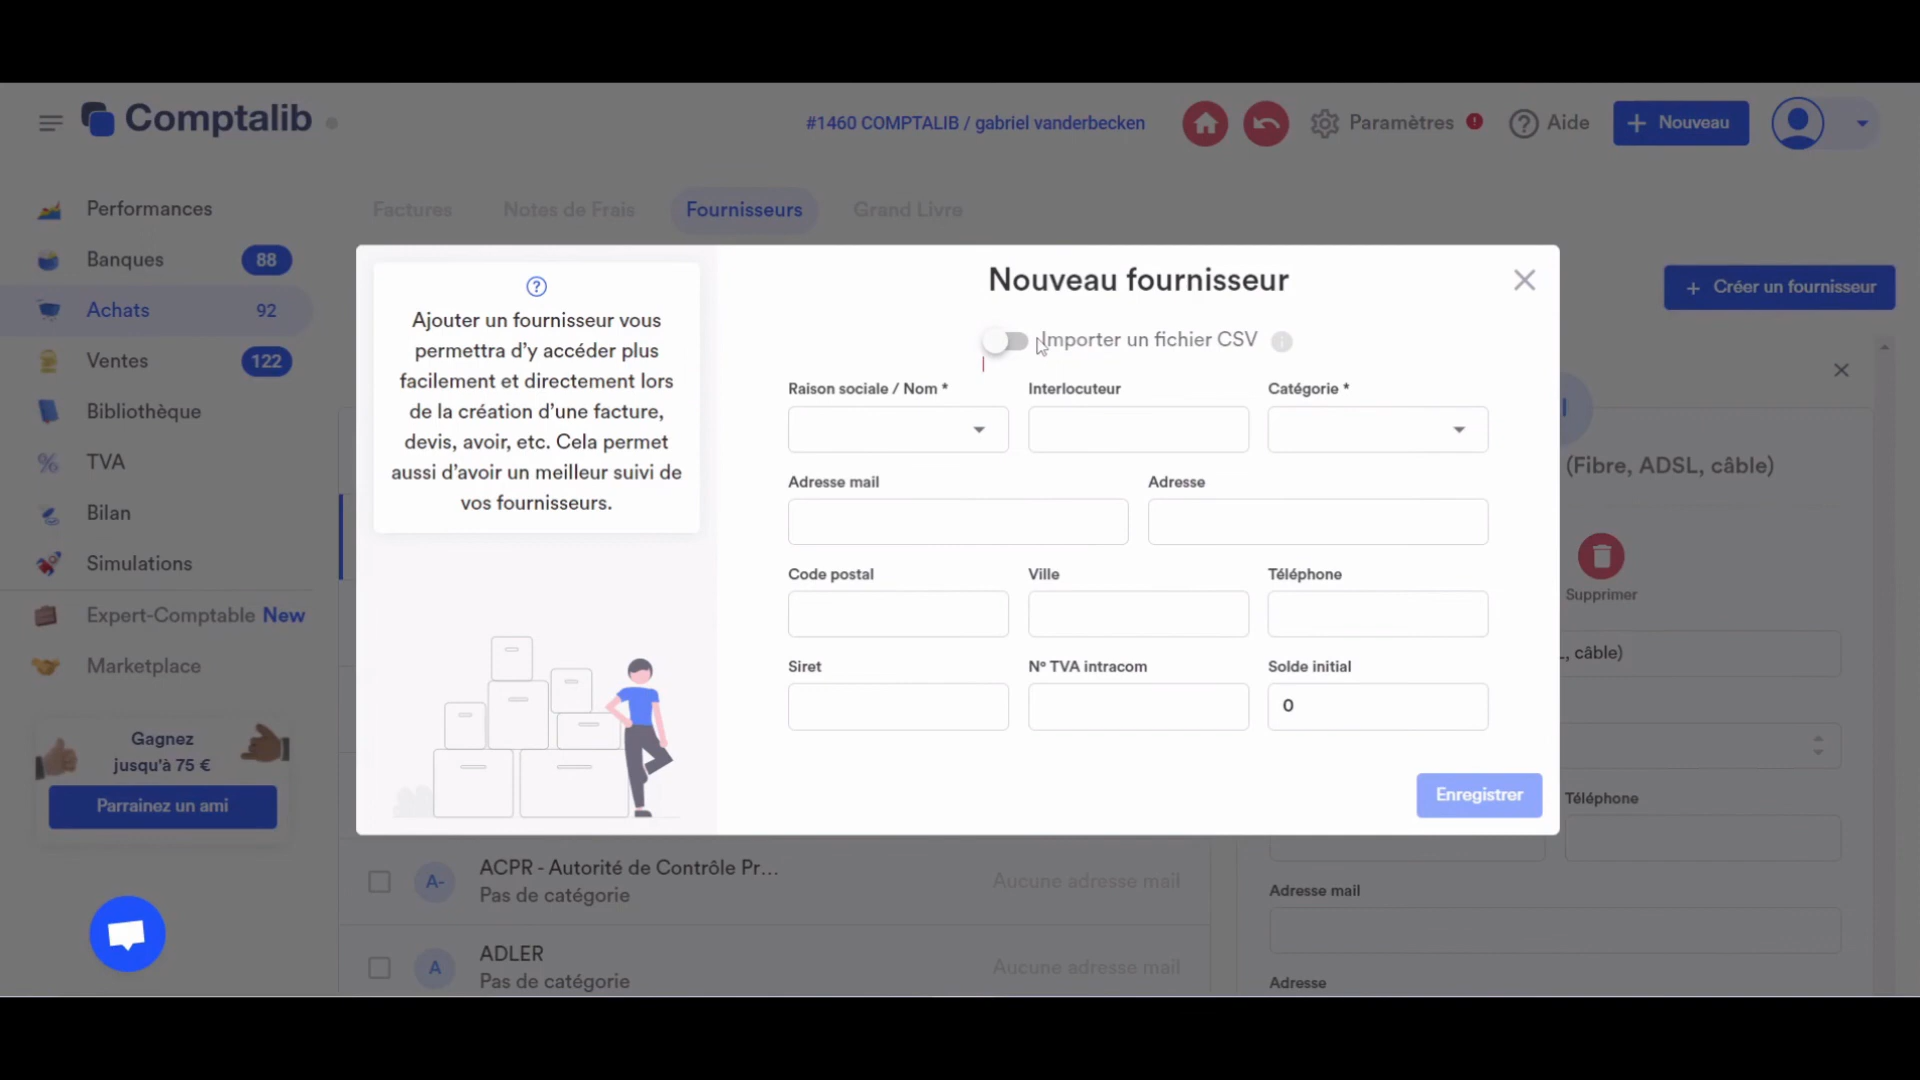 Comptalib
#1460 COMPTALIB / gabriel vanderbecken
Paramètres
Aide
+ Nouveau
Performances
Banques 88
Achats 92
Ventes 122
Bibliothèque
TVA
Bilan
Simulations
Expert-Comptable New
Marketplace
Gagnez
jusqu'à 75 €
Parrainez un ami
Factures
Notes de Frais
Fournisseurs
Grand Livre
+ Créer un fournisseur
?
Ajouter un fournisseur vous
permettra d'y accéder plus
facilement et directement lors
de la création d'une facture,
devis, avoir, etc. Cela permet
aussi d'avoir un meilleur suivi de
vos fournisseurs.
Nouveau fournisseur
Importer un fichier CSV
Raison sociale / Nom *
Interlocuteur
Catégorie *
Adresse mail
Adresse
Code postal
Ville
Téléphone
Siret
Nº TVA intracom
Solde initial
0
Enregistrer
(Fibre, ADSL, câble)
Supprimer
, câble)
Téléphone
Adresse mail
Adresse
A-
ACPR - Autorité de Contrôle Pr...
Pas de catégorie
Aucune adresse mail
A
ADLER
Pas de catégorie
Aucune adresse mail